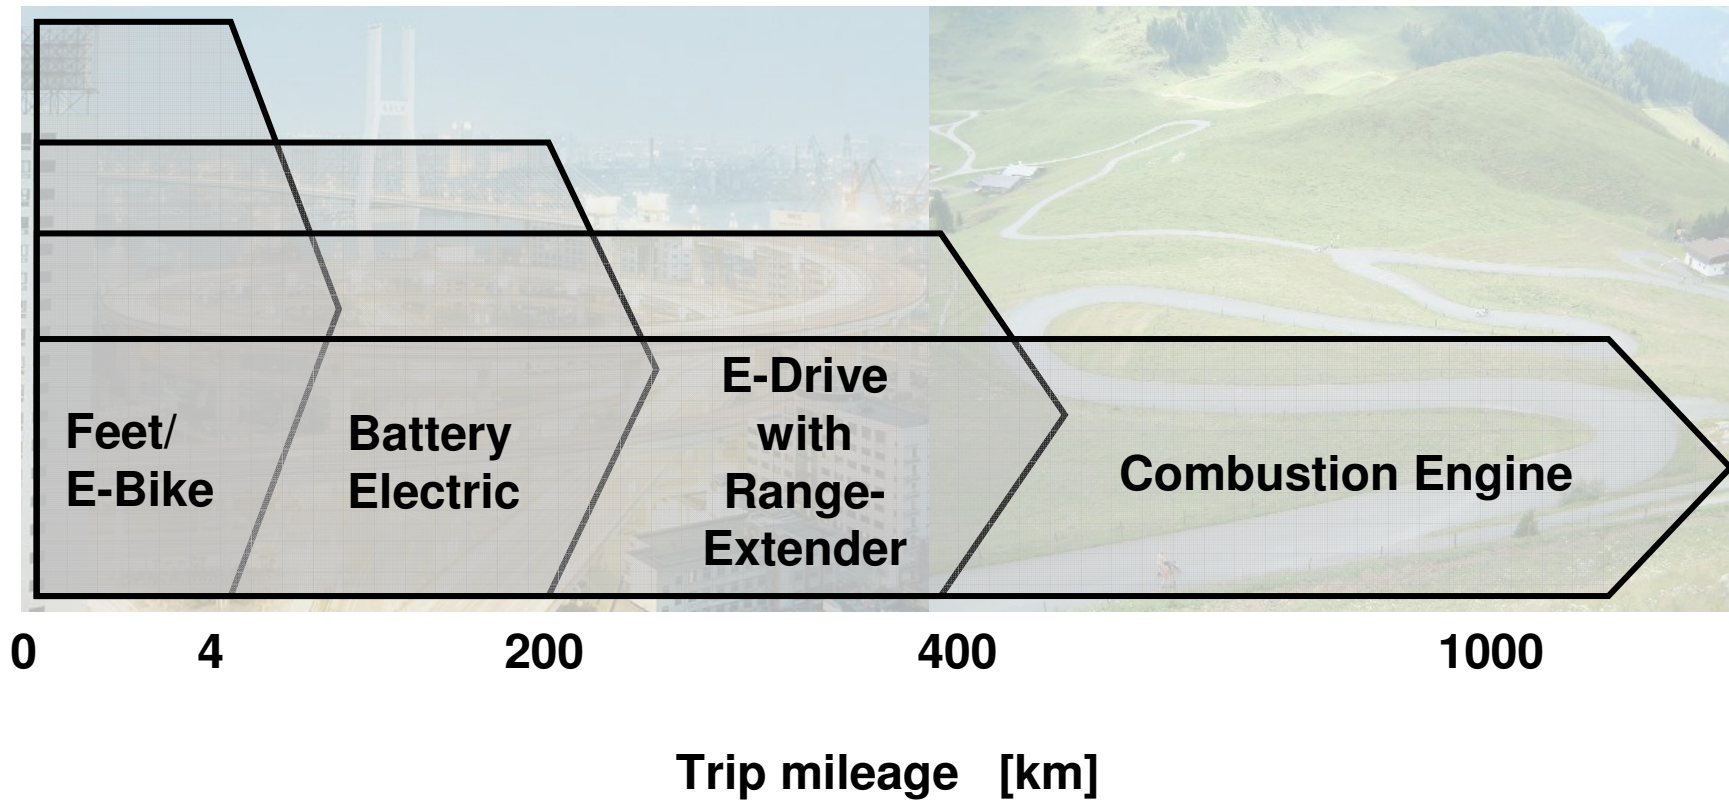 Feet/
E-Bike
Battery
Electric
E-Drive
with
Range-
Extender
Combustion Engine
0 4 200 400 1000
Trip mileage [km]